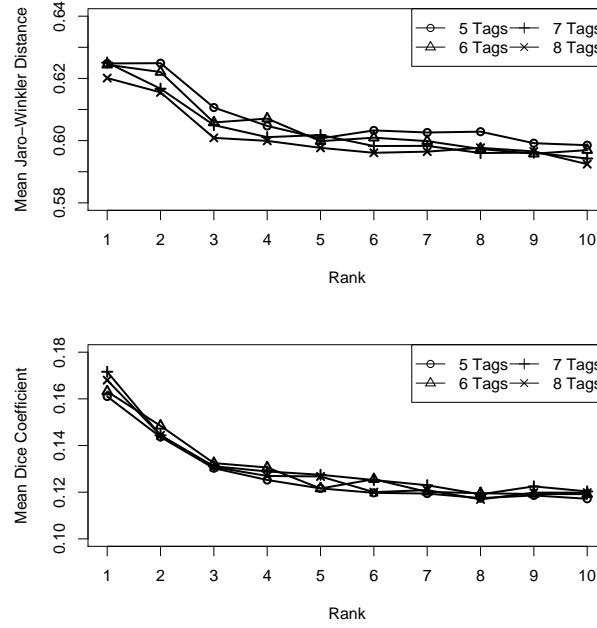 Mean Jaro−Winkler Distance
0.58 0.60 0.62 0.64
5 Tags 7 Tags
6 Tags 8 Tags
1 2 3 4 5 6 7 8 9 10
Rank
Mean Dice Coefficient
0.10 0.12 0.14 0.16 0.18
5 Tags 7 Tags
6 Tags 8 Tags
1 2 3 4 5 6 7 8 9 10
Rank